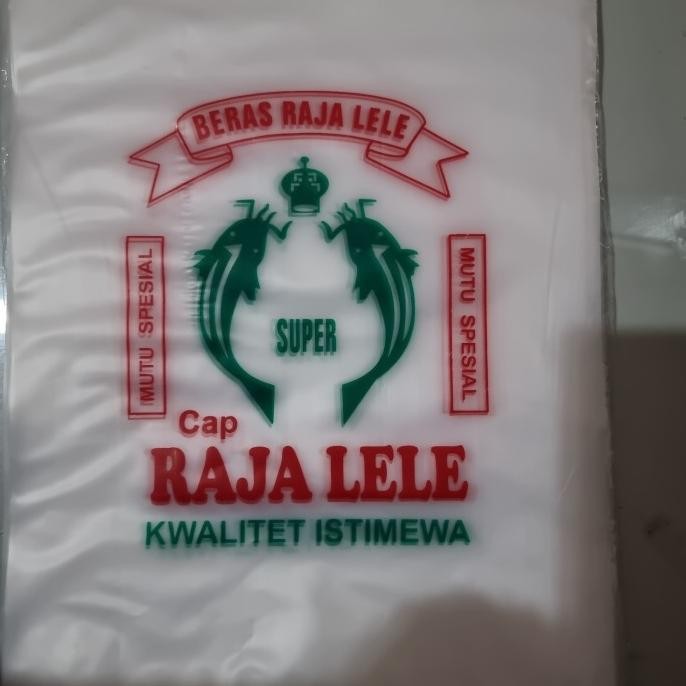 BERAS RAJA LELE
MUTU SPESIAL
MUTU SPESIAL
SUPER
Cap
RAJA LELE
KWALITET ISTIMEWA